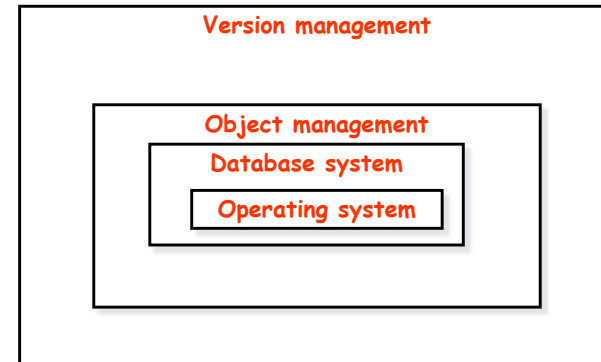 Version management
Object management
Database system
Operating system